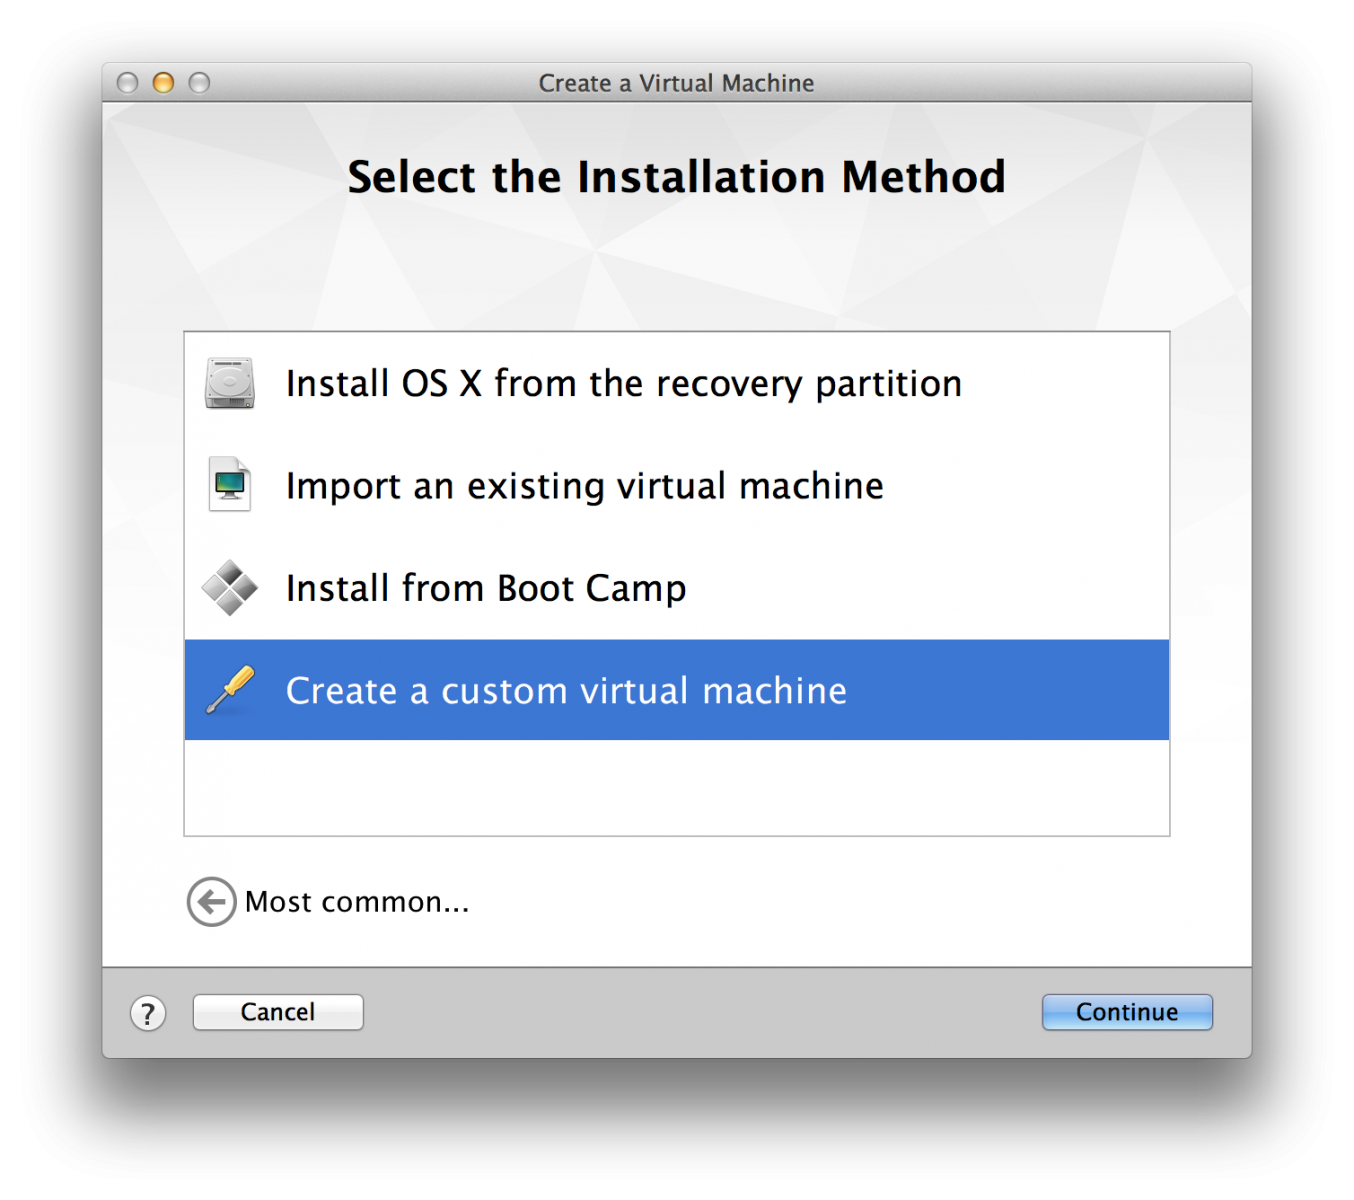 Create a Virtual Machine
Select the Installation Method
Install OS X from the recovery partition
Import an existing virtual machine
Install from Boot Camp
Create a custom virtual machine
Most common...
? Cancel Continue